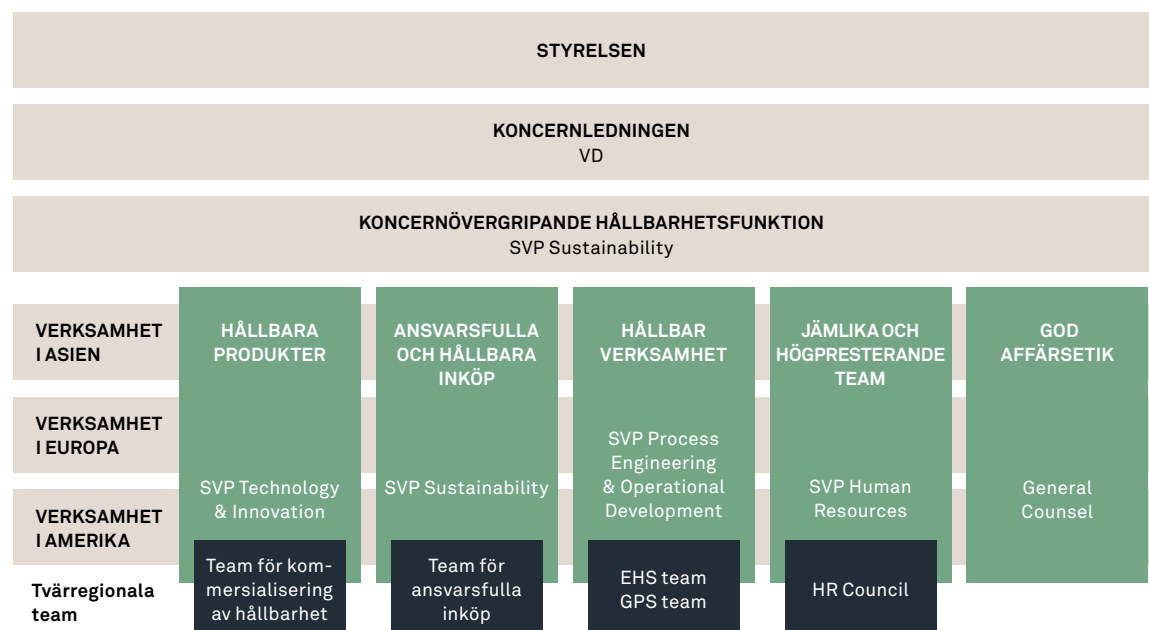 STYRELSEN
KONCERNLEDNINGEN
VD
KONCERNÖVERGRIPANDE HÅLLBARHETSFUNKTION
SVP Sustainability
VERKSAMHET
I ASIEN
HÅLLBARA
PRODUKTER
ANSVARSFULLA
OCH HÅLLBARA
INKÖP
HÅLLBAR
VERKSAMHET
JÄMLIKA OCH
HÖGPRESTERANDE
TEAM
GOD
AFFÄRSETIK
VERKSAMHET
I EUROPA
VERKSAMHET
I AMERIKA
SVP Technology
& Innovation
SVP Sustainability
SVP Process
Engineering
& Operational
Development
SVP Human
Resources
General
Counsel
Tvärregionala
team
Team för kom-
mersialisering
av hållbarhet
Team för
ansvarsfulla
inköp
EHS team
GPS team
HR Council